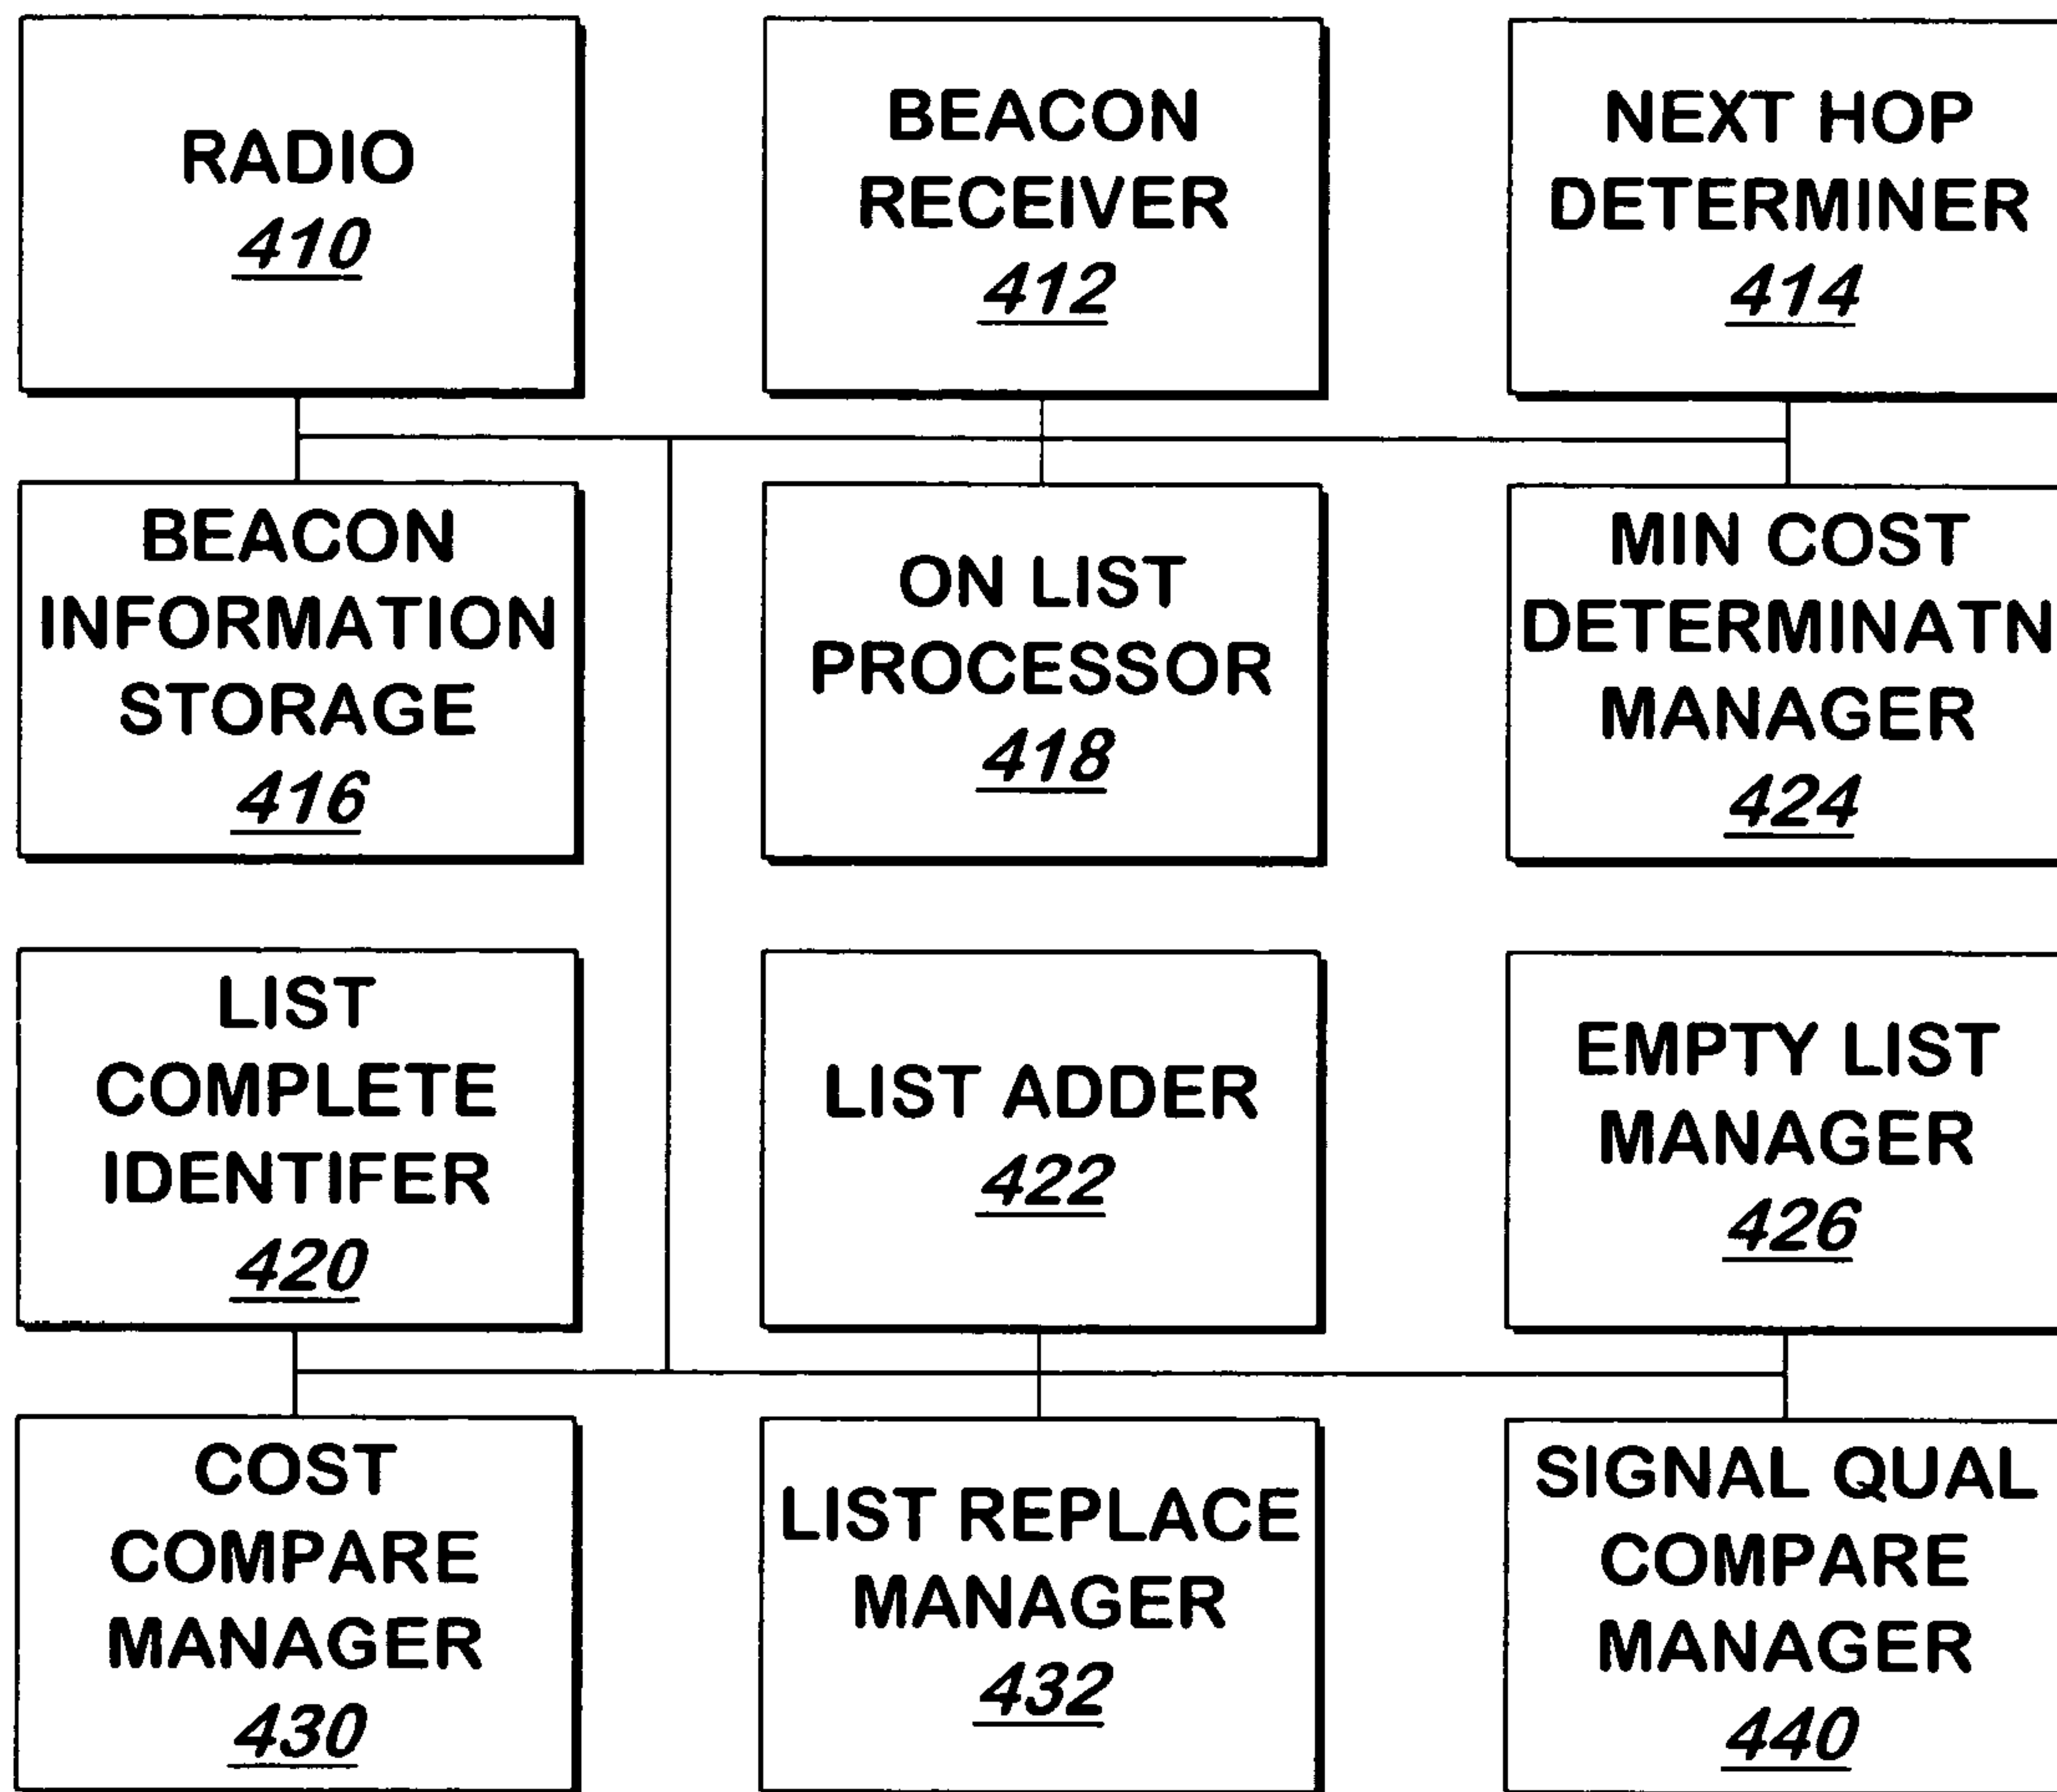 RADIO
410
BEACON
RECEIVER
412
NEXT HOP
DETERMINER
414
BEACON
INFORMATION
STORAGE
416
ON LIST
PROCESSOR
418
MIN COST
DETERMINATN
MANAGER
424
LIST
COMPLETE
IDENTIFER
420
LIST ADDER
422
EMPTY LIST
MANAGER
426
COST
COMPARE
MANAGER
430
LIST REPLACE
MANAGER
432
SIGNAL QUAL
COMPARE
MANAGER
440